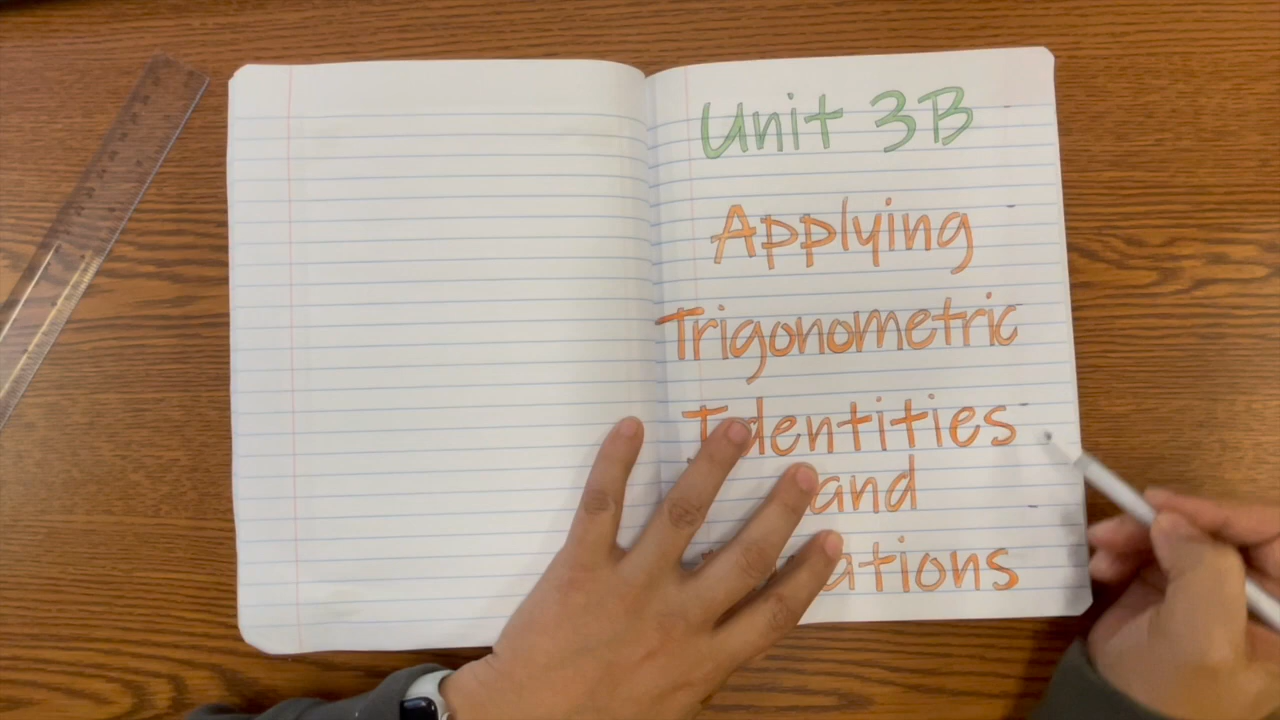 Unit 3B
Applying
Trigonometric
Identities
and